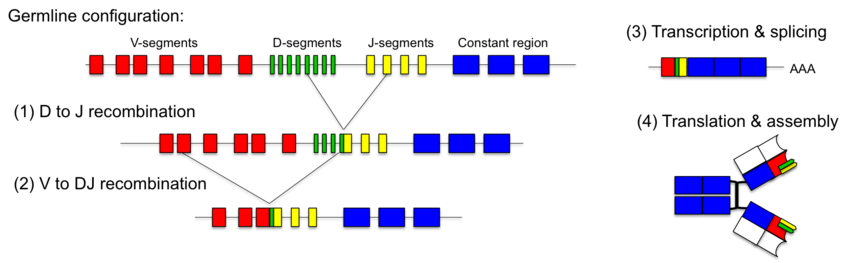 Germline configuration:
V-segments
D-segments
J-segments
Constant region
(1) D to J recombination
(2) V to DJ recombination
(3) Transcription & splicing
AAA
(4) Translation & assembly